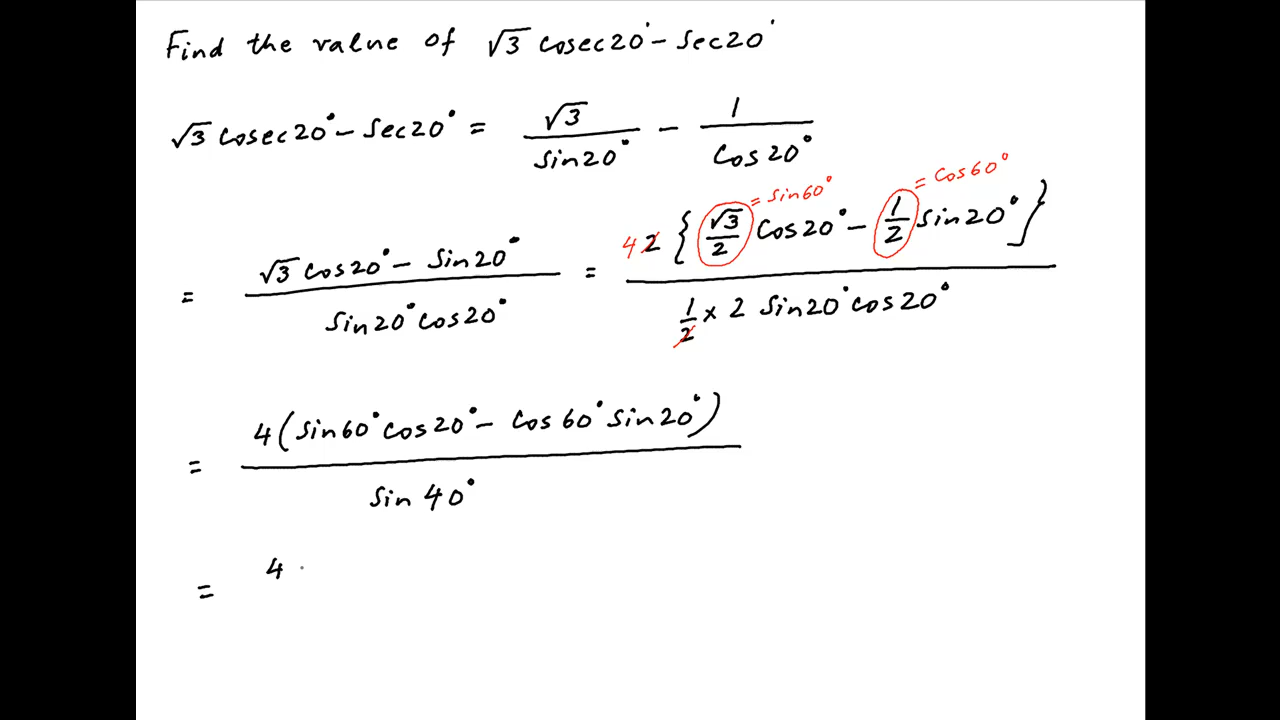 Find the value of √3 cosec20° - sec20°
√3 cosec20° - sec20° = √3/sin20° - 1/cos20°
= (√3 cos20° - sin20°)/(sin20° cos20°) = 4 2 { √3/2 = sin60° cos20° - 1/2 = cos60° sin20° } / (1/2 × 2 sin20° cos20°)
= 4(sin60° cos20° - cos60° sin20°)/sin40°
= 4